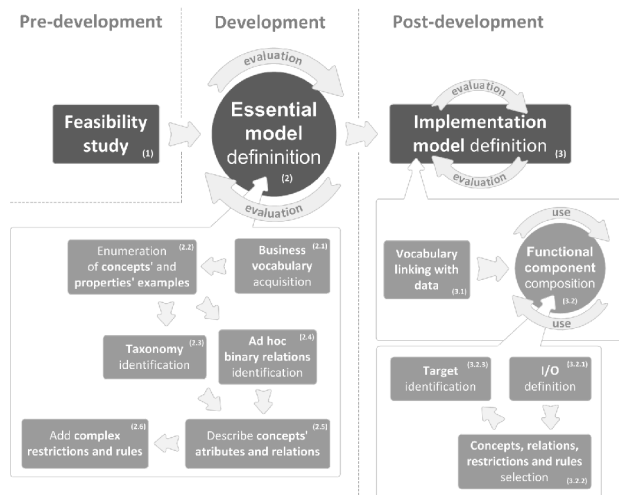 Pre-development
Development
Post-development
evaluation
Feasibility
study
(1)
Essential
model
defininition
(2)
evaluation
evaluation
Implementation
model definition
(3)
evaluation
Enumeration
of concepts' and
properties' examples
(2.2)
Business
vocabulary
acquisition
(2.1)
Taxonomy
identification
(2.3)
Ad hoc
binary relations
identification
(2.4)
Add complex
restrictions and rules
(2.6)
Describe concepts'
atributes and relations
(2.5)
Vocabulary
linking with
data
(3.1)
use
Functional
component
composition
(3.2)
use
Target
identification
(3.2.3)
I/O
definition
(3.2.1)
Concepts, relations,
restrictions and rules
selection
(3.2.2)